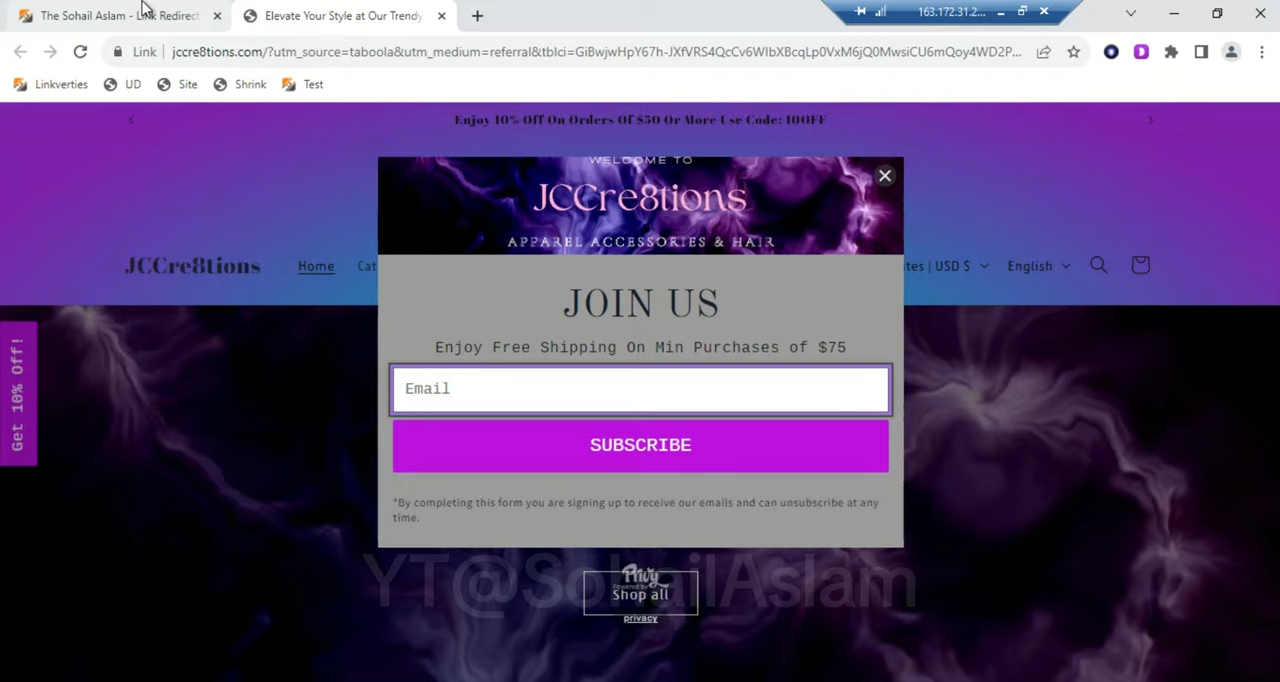 The Sohail Aslam - Link Redirect
Elevate Your Style at Our Trendy
163.172.31.2...
Link
jccre8tions.com/?utm_source=taboola&utm_medium=referral&tblci=GiBwjwHpY67h-JXfVRS4QcCv6WIbXBcqLp0VxM6jQ0MwsiCU6mQoy4WD2P...
Linkverties
UD
Site
Shrink
Test
Enjoy 10% Off On Orders Of $50 Or More Use Code: 10OFF
WELCOME TO
JCCre8tions
APPAREL ACCESSORIES & HAIR
JCCre8tions
Home
Cat
tes | USD $
English
JOIN US
Enjoy Free Shipping On Min Purchases of $75
Get 10% Off!
Email
SUBSCRIBE
*By completing this form you are signing up to receive our emails and can unsubscribe at any
time.
YT@SohailAslam
Privy
Powered by
Shop all
privacy